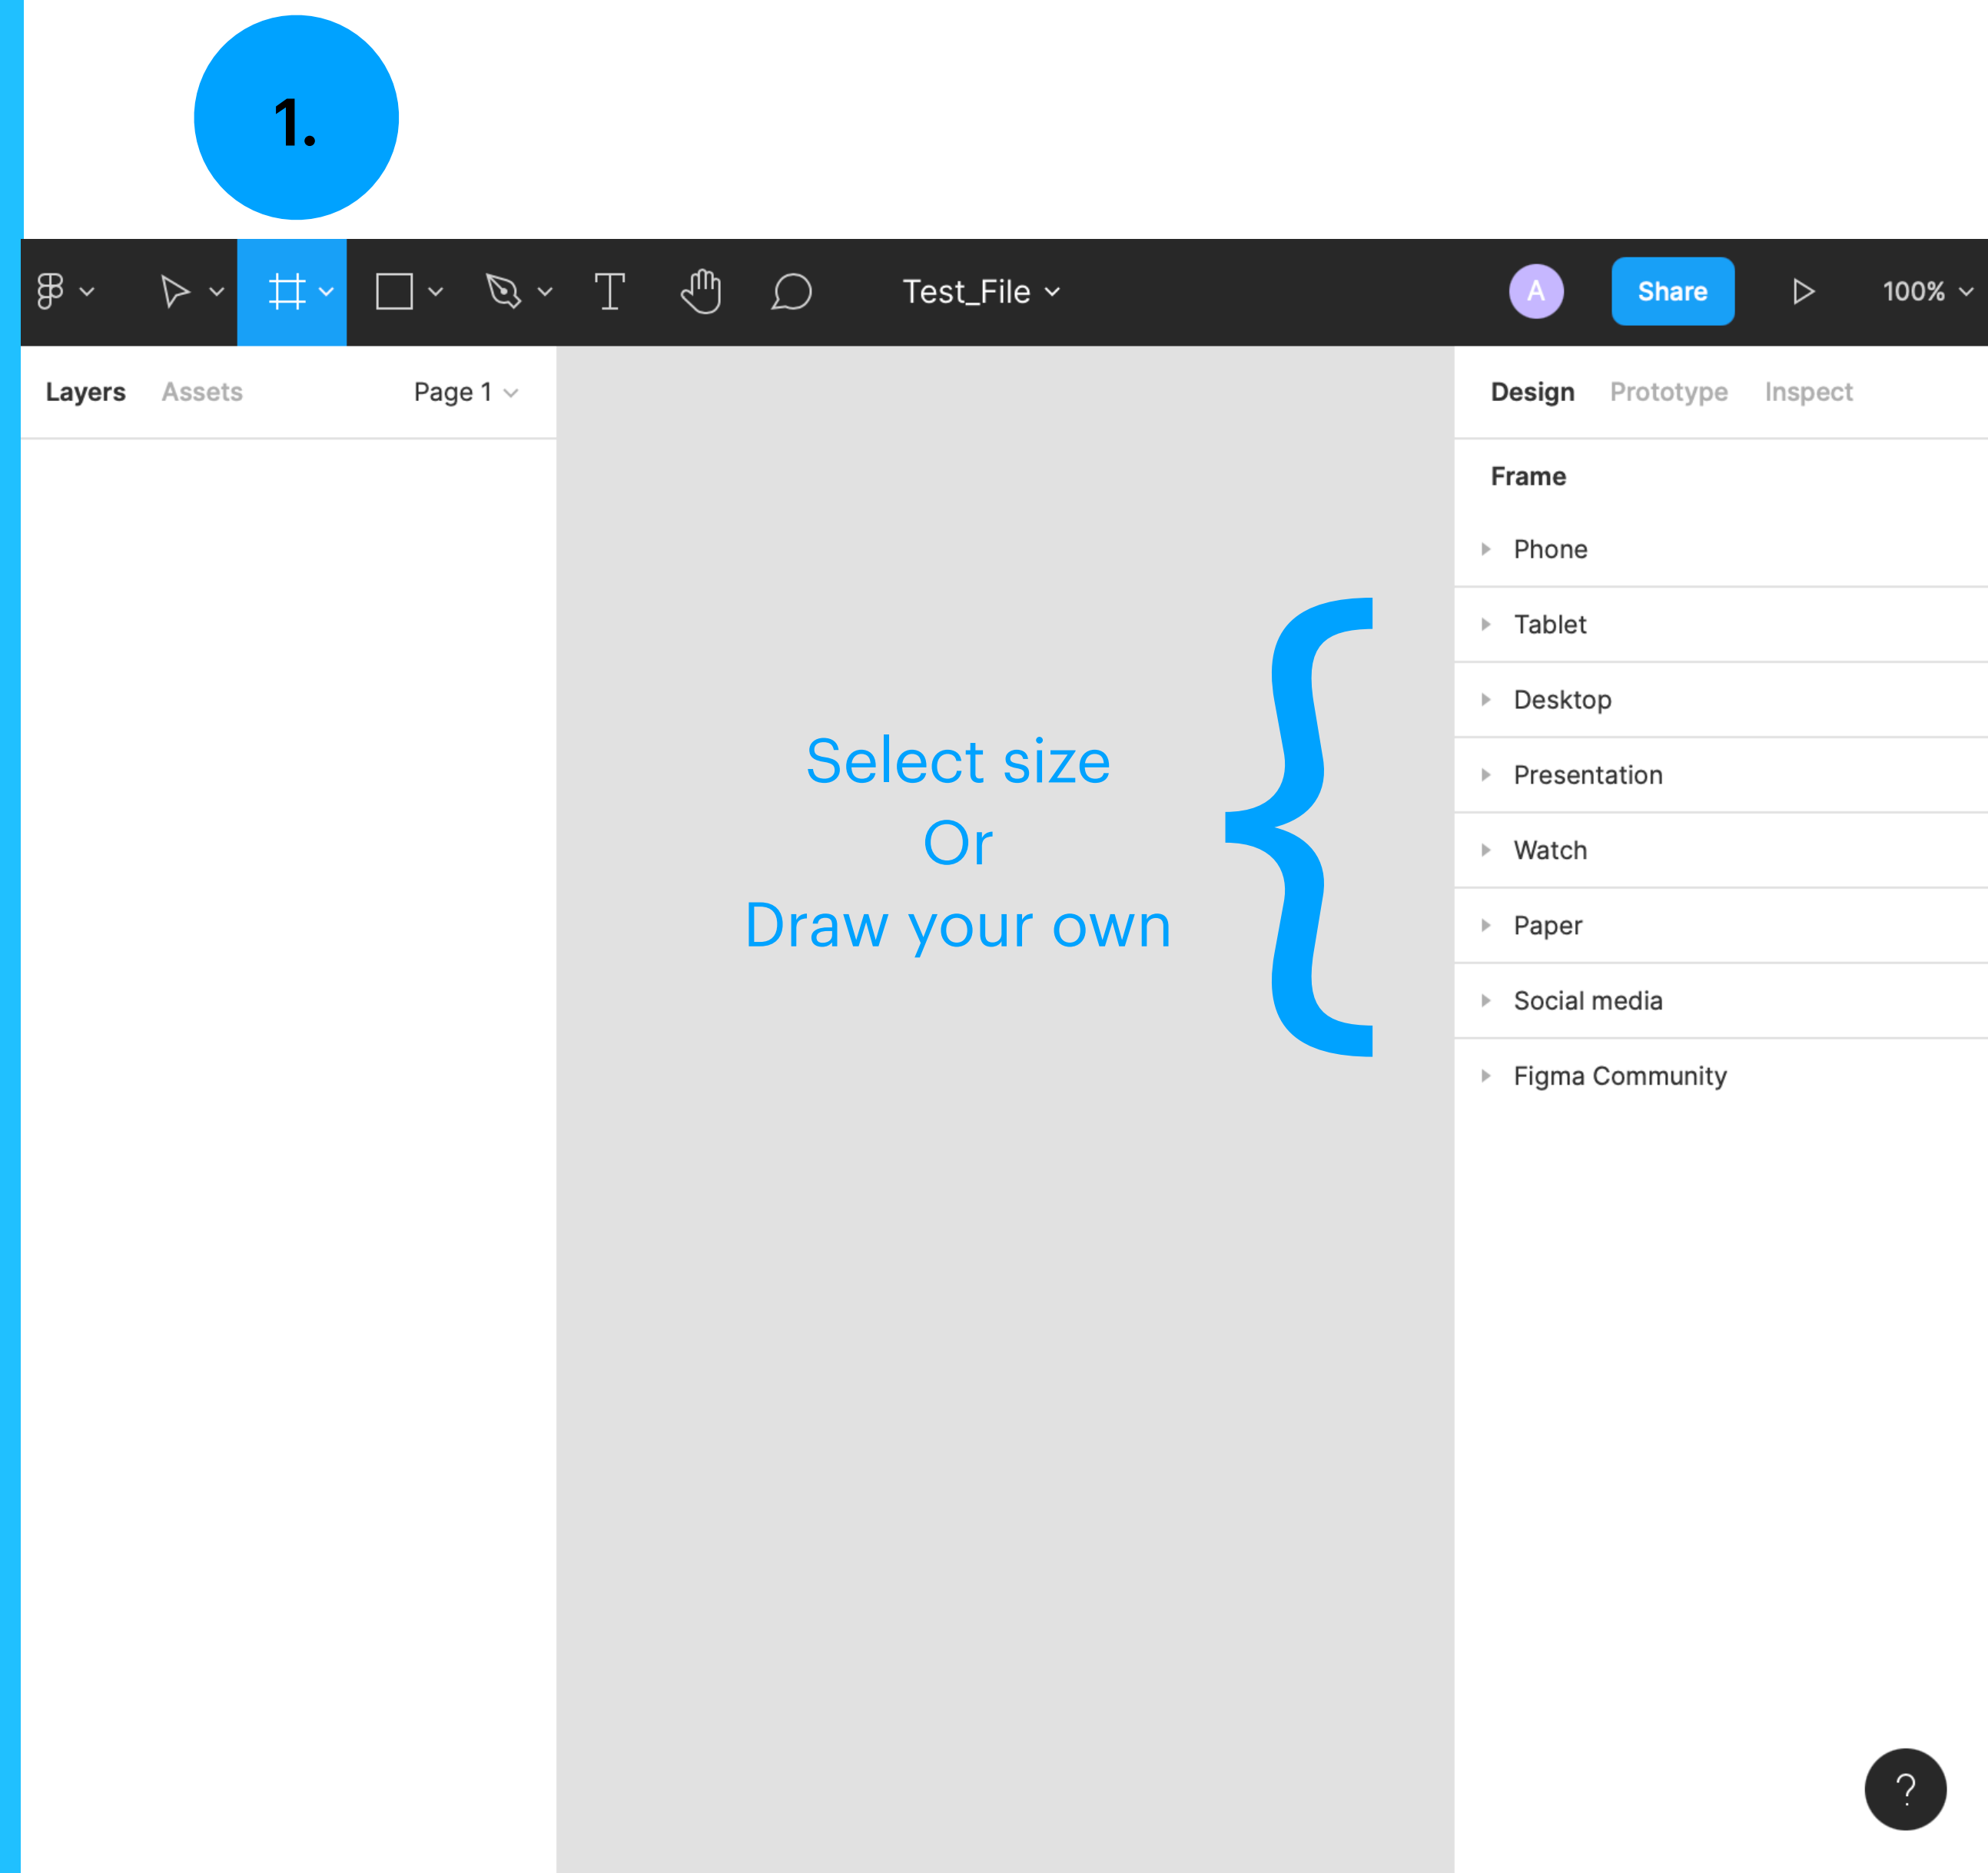 1.
Test_File
A
Share
100%
Layers Assets Page 1
Design Prototype Inspect
Frame
Phone
Tablet
Desktop
Presentation
Watch
Paper
Social media
Figma Community
Select size
Or
Draw your own
?